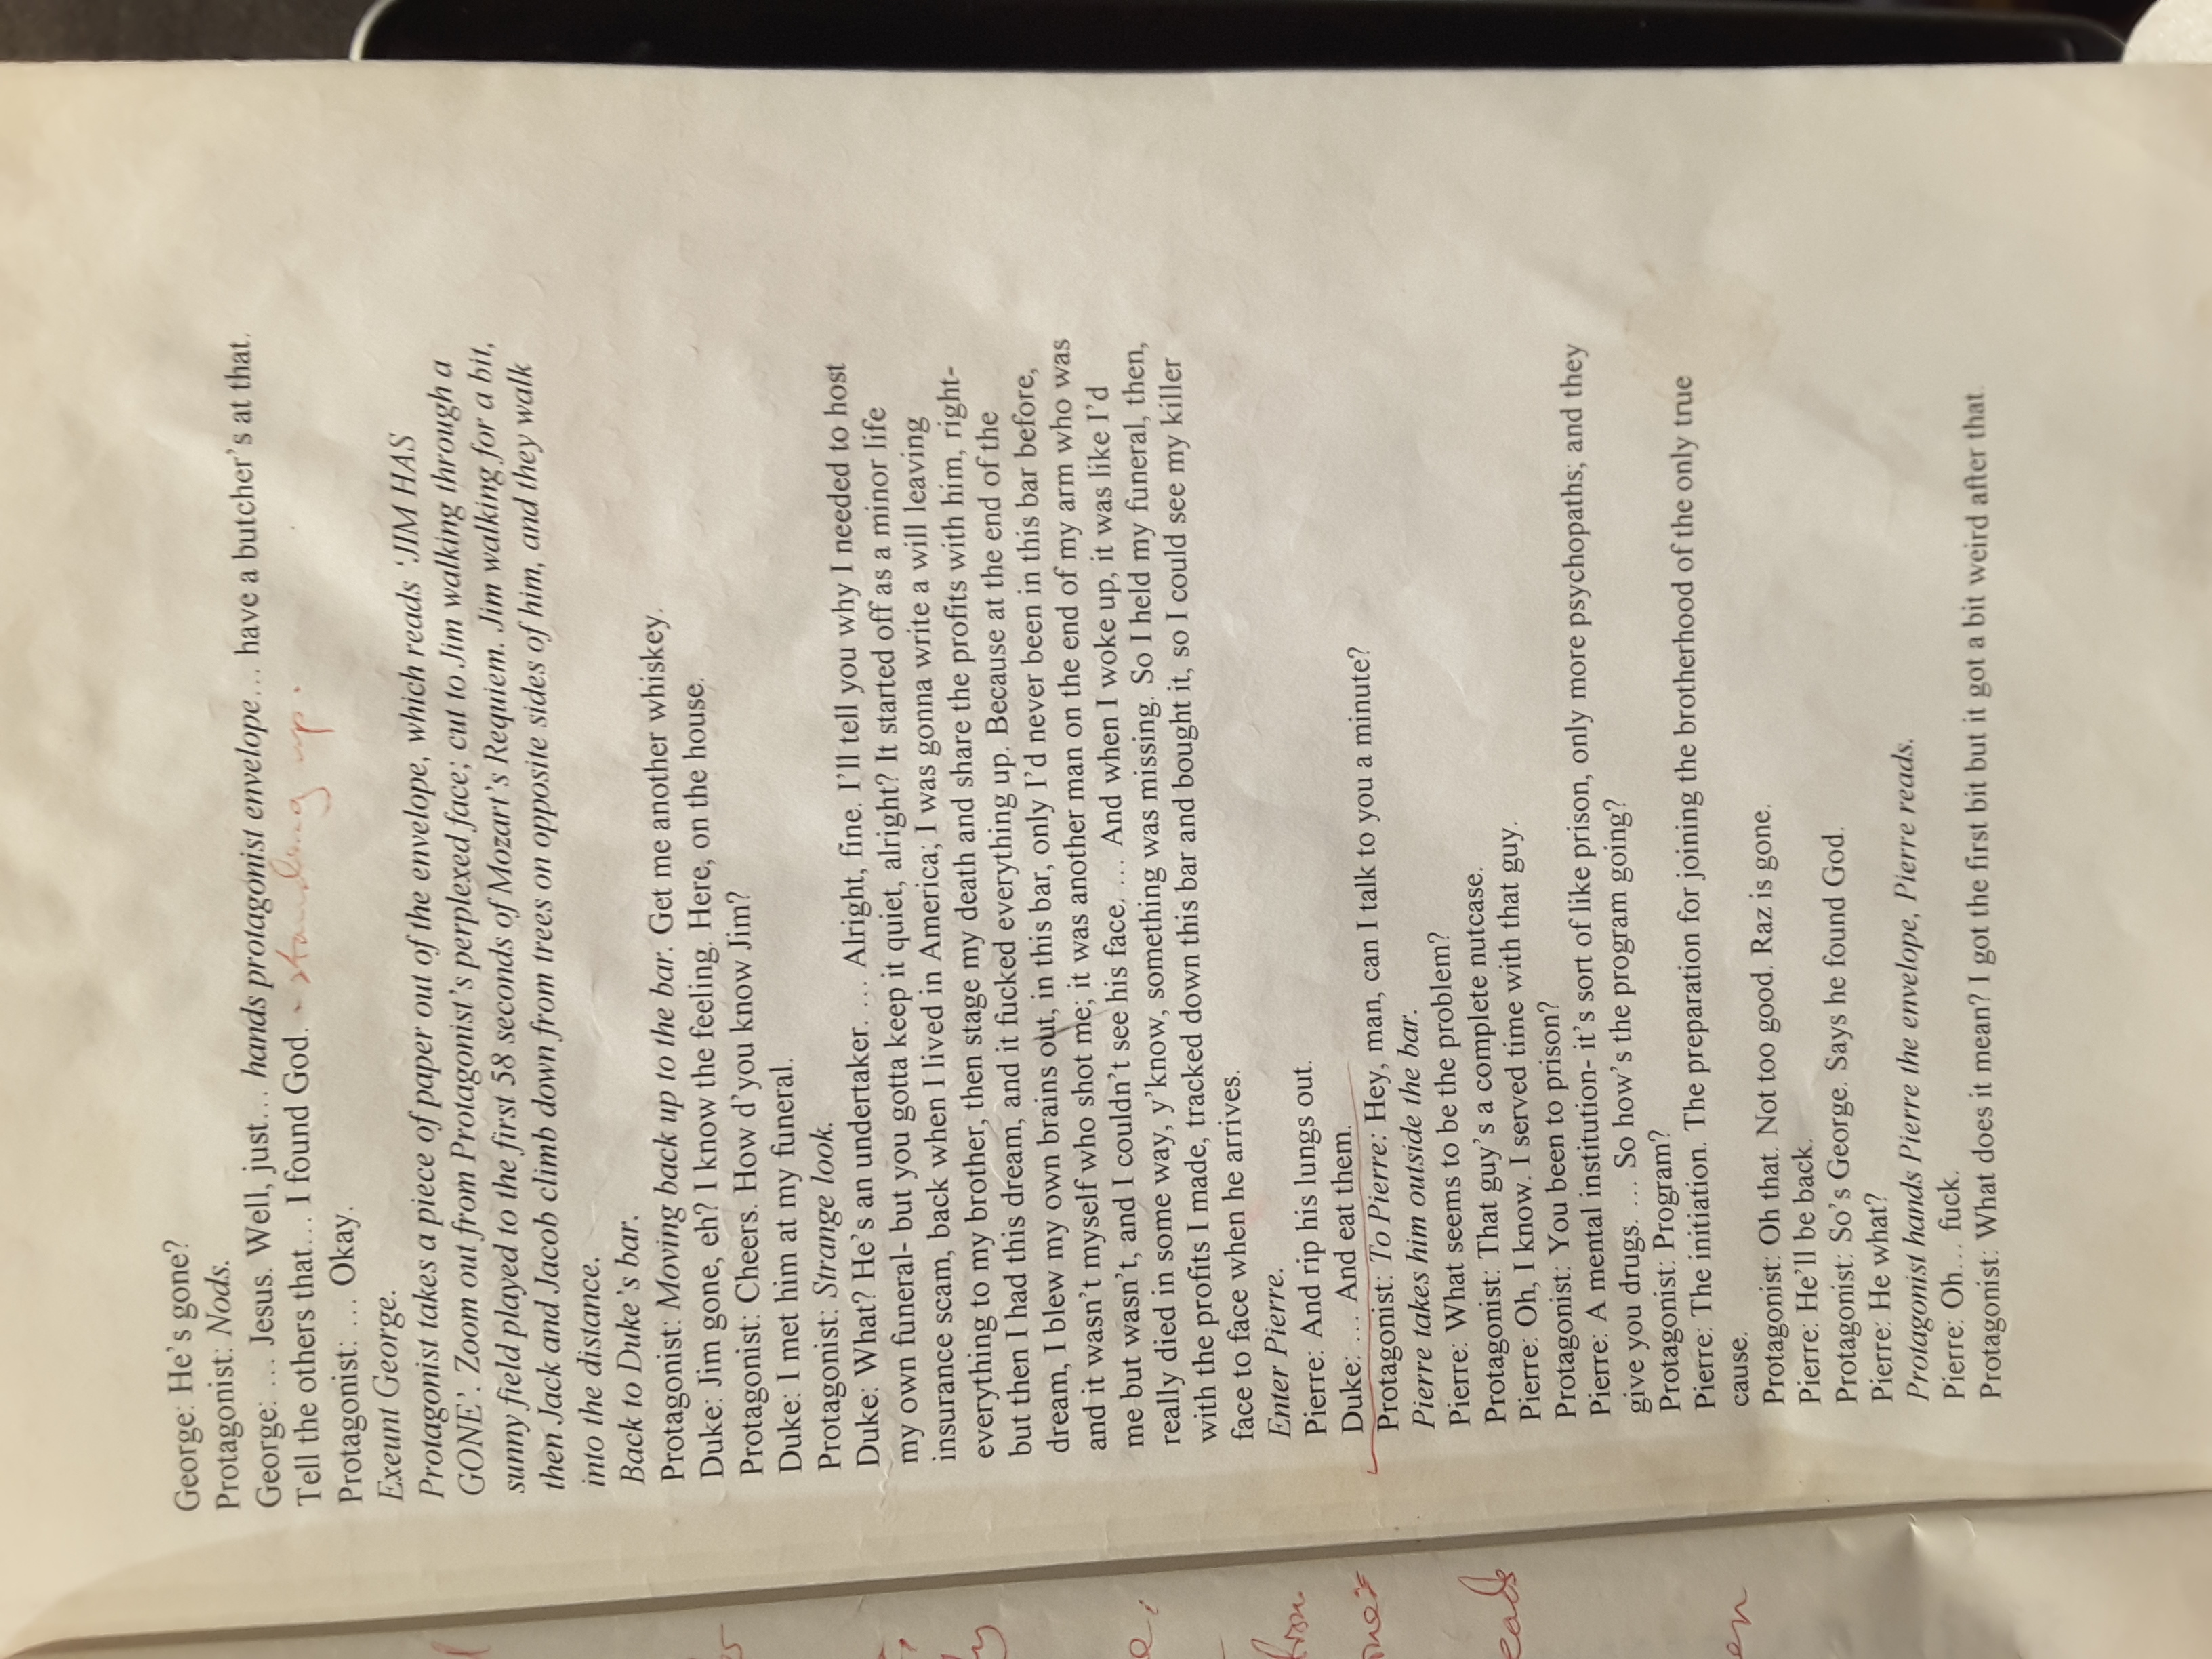 George: He's gone?
Protagonist: Nods.
George: … Jesus. Well, just… hands protagonist envelope… have a butcher's at that.
Tell the others that… I found God. - standing up.
Protagonist: … Okay.
Exeunt George.
Protagonist takes a piece of paper out of the envelope, which reads ‘JIM HAS
GONE’. Zoom out from Protagonist's perplexed face; cut to Jim walking through a
sunny field played to the first 58 seconds of Mozart's Requiem. Jim walking for a bit,
then Jack and Jacob climb down from trees on opposite sides of him, and they walk
into the distance.
Back to Duke's bar.
Protagonist: Moving back up to the bar. Get me another whiskey.
Duke: Jim gone, eh? I know the feeling. Here, on the house.
Protagonist: Cheers. How d'you know Jim?
Duke: I met him at my funeral.
Protagonist: Strange look.
Duke: What? He's an undertaker. … Alright, fine. I'll tell you why I needed to host
my own funeral- but you gotta keep it quiet, alright? It started off as a minor life
insurance scam, back when I lived in America; I was gonna write a will leaving
everything to my brother, then stage my death and share the profits with him, right-
but then I had this dream, and it fucked everything up. Because at the end of the
dream, I blew my own brains out, in this bar, only I'd never been in this bar before,
and it wasn't myself who shot me; it was another man on the end of my arm who was
me but wasn't, and I couldn't see his face. … And when I woke up, it was like I'd
really died in some way, y'know, something was missing. So I held my funeral, then,
with the profits I made, tracked down this bar and bought it, so I could see my killer
face to face when he arrives.
Enter Pierre.
Pierre: And rip his lungs out.
Duke: … And eat them.
Protagonist: To Pierre: Hey, man, can I talk to you a minute?
Pierre takes him outside the bar.
Pierre: What seems to be the problem?
Protagonist: That guy's a complete nutcase.
Pierre: Oh, I know. I served time with that guy.
Protagonist: You been to prison?
Pierre: A mental institution- it's sort of like prison, only more psychopaths; and they
give you drugs. … So how's the program going?
Protagonist: Program?
Pierre: The initiation. The preparation for joining the brotherhood of the only true
cause.
Protagonist: Oh that. Not too good. Raz is gone.
Pierre: He'll be back.
Protagonist: So's George. Says he found God.
Pierre: He what?
Protagonist hands Pierre the envelope, Pierre reads.
Pierre: Oh… fuck.
Protagonist: What does it mean? I got the first bit but it got a bit weird after that.